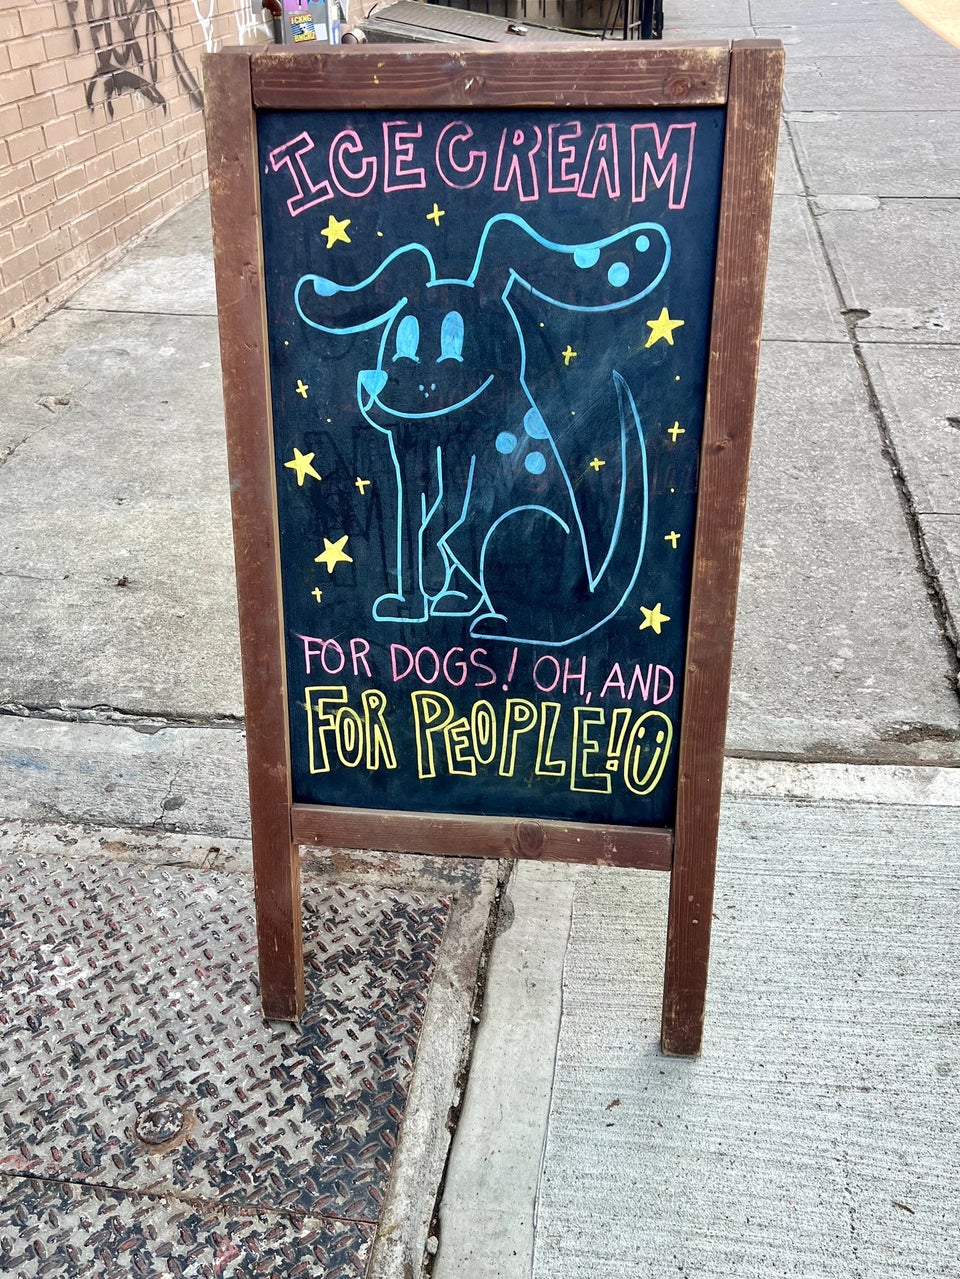 ICE CREAM
FOR DOGS! OH, AND
FOR PEOPLE!